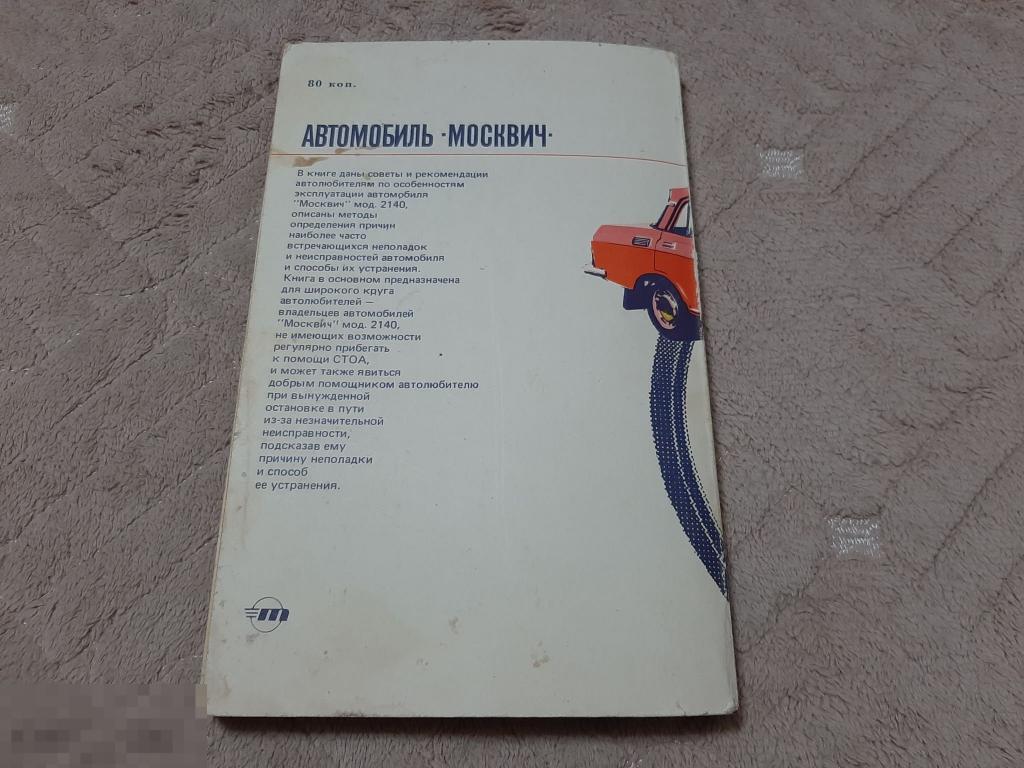 80 коп.
АВТОМОБИЛЬ ·МОСКВИЧ·
В книге даны советы и рекомендации
автолюбителям по особенностям
эксплуатации автомобиля
"Москвич" мод. 2140,
описаны методы
определения причин
наиболее часто
встречающихся неполадок
и неисправностей автомобиля
и способы их устранения.
Книга в основном предназначена
для широкого круга
автолюбителей —
владельцев автомобилей
"Москвич" мод. 2140,
не имеющих возможности
регулярно прибегать
к помощи СТОА,
и может также явиться
добрым помощником автолюбителю
при вынужденной
остановке в пути
из-за незначительной
неисправности,
подсказав ему
причину неполадки
и способ
ее устранения.
т